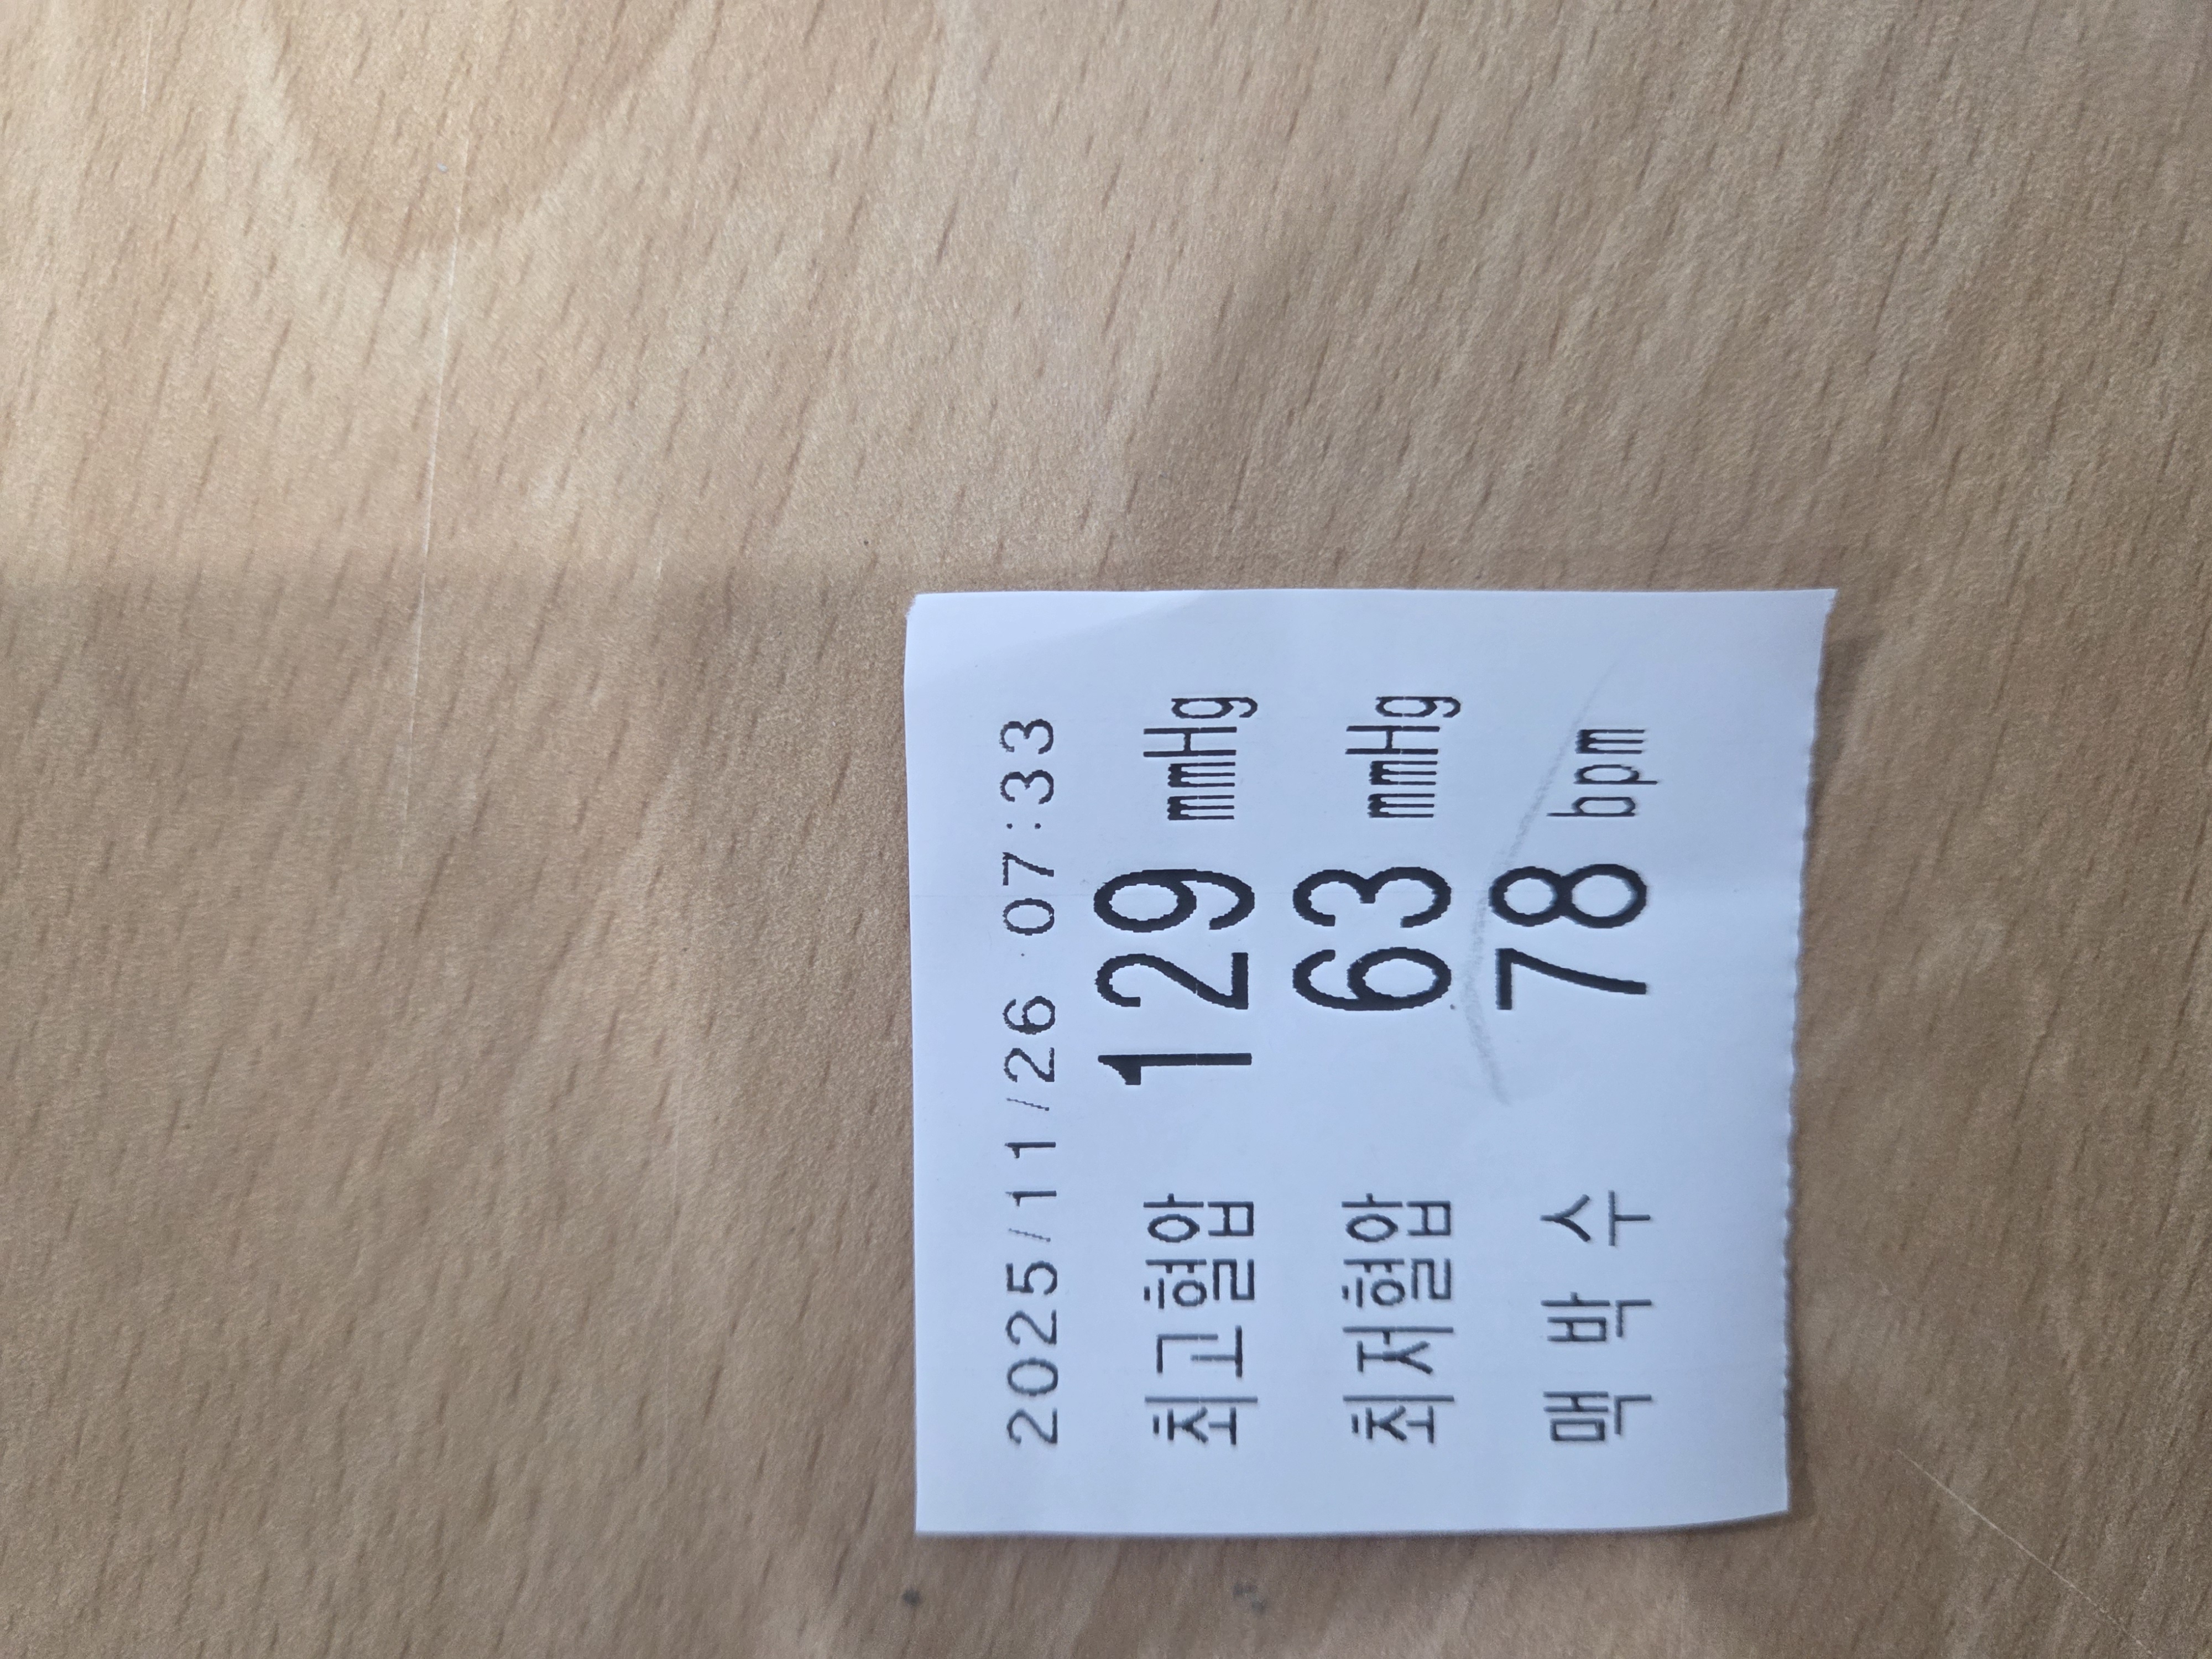 2025/11/26 07:33
최고혈압 129 mmHg
최저혈압 63 mmHg
맥 박 수 78 bpm